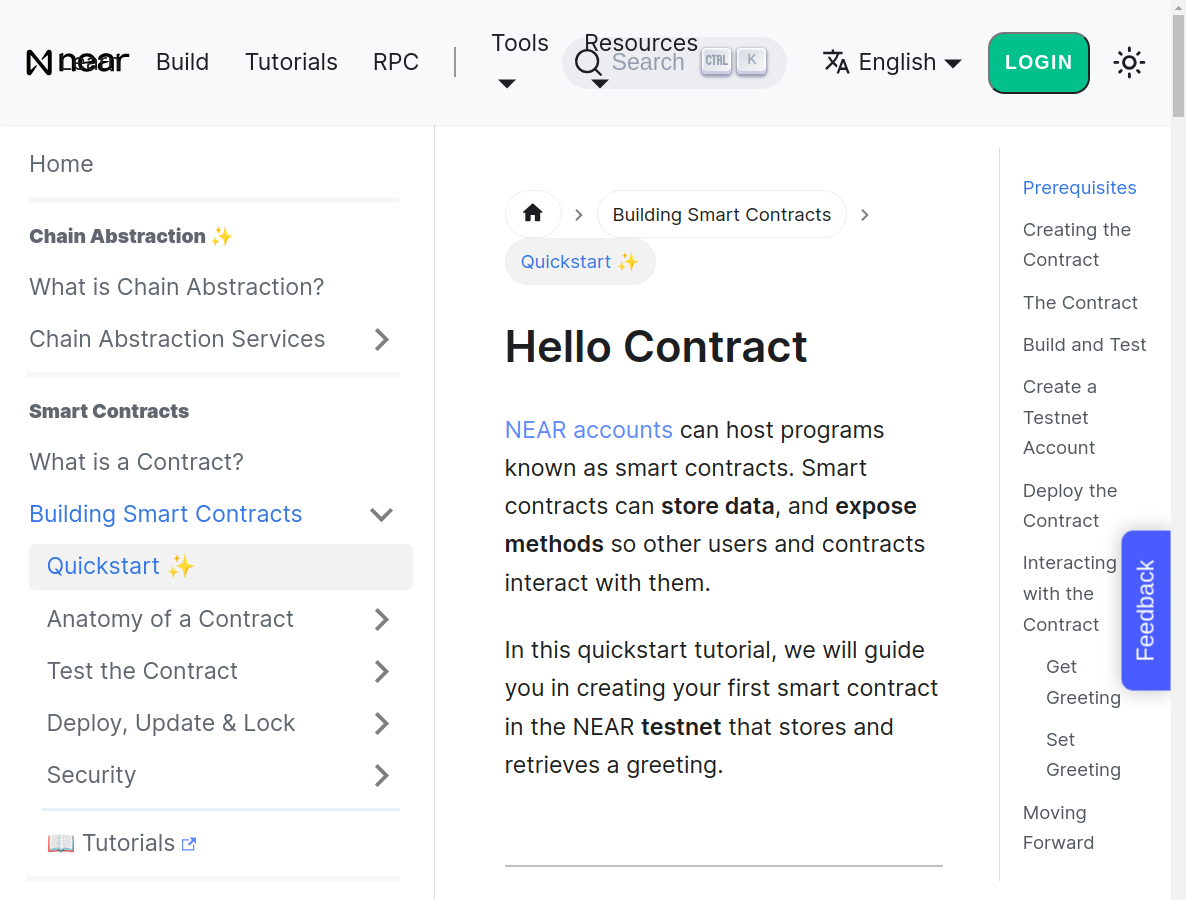 near
Learn
Build
Tutorials
RPC
Tools
Resources
Search
CTRL
K
English
LOGIN
Home
Chain Abstraction ✨
What is Chain Abstraction?
Chain Abstraction Services
Smart Contracts
What is a Contract?
Building Smart Contracts
Quickstart ✨
Anatomy of a Contract
Test the Contract
Deploy, Update & Lock
Security
📖 Tutorials
Building Smart Contracts
Quickstart ✨
Hello Contract
NEAR accounts can host programs
known as smart contracts. Smart
contracts can store data, and expose
methods so other users and contracts
interact with them.
In this quickstart tutorial, we will guide
you in creating your first smart contract
in the NEAR testnet that stores and
retrieves a greeting.
Prerequisites
Creating the
Contract
The Contract
Build and Test
Create a
Testnet
Account
Deploy the
Contract
Interacting
with the
Contract
Get
Greeting
Set
Greeting
Moving
Forward
Feedback